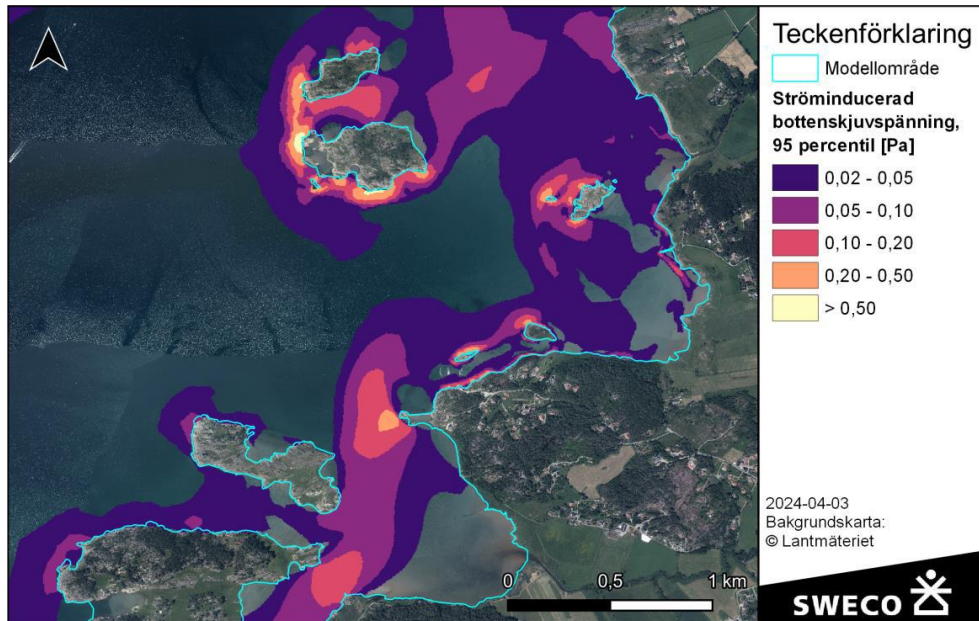 Teckenförklaring
Modellområde
Ströminducerad
bottenskjuvspänning,
95 percentil [Pa]
0,02 - 0,05
0,05 - 0,10
0,10 - 0,20
0,20 - 0,50
> 0,50
2024-04-03
Bakgrundskarta:
© Lantmäteriet
0 0,5 1 km
SWECO